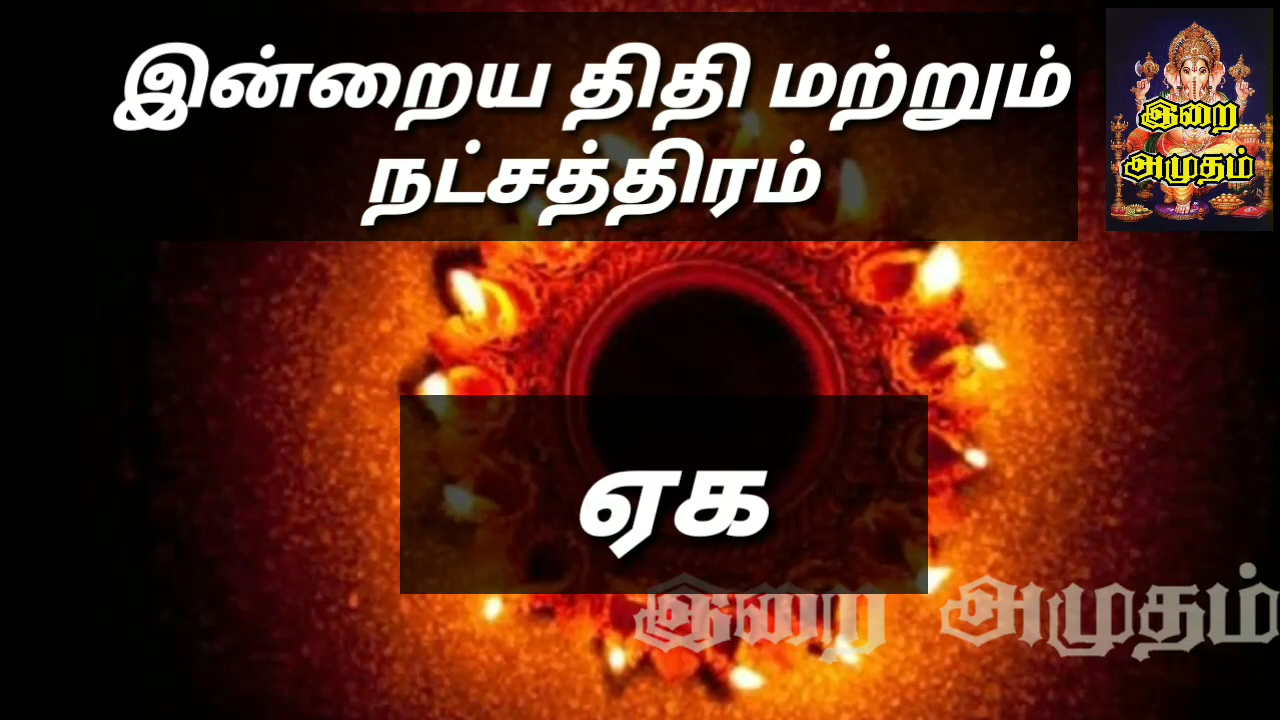 இன்றைய திதி மற்றும்
நட்சத்திரம்
இறை
அமுதம்
ஏக
இறை அமுதம்